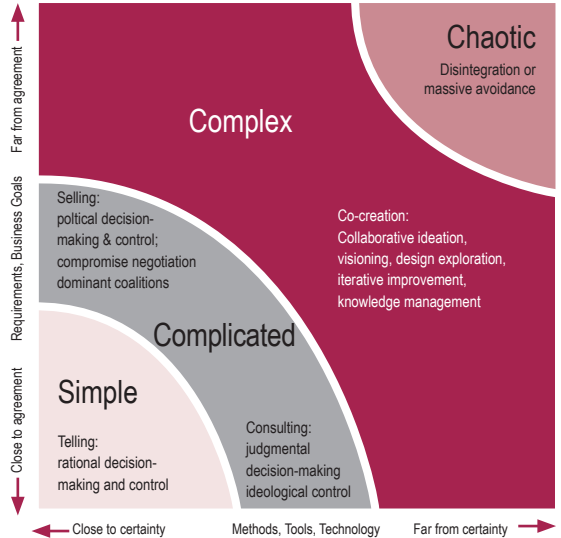 Chaotic
Disintegration or
massive avoidance
Complex
Co-creation:
Collaborative ideation,
visioning, design exploration,
iterative improvement,
knowledge management
Selling:
poltical decision-
making & control;
compromise negotiation
dominant coalitions
Complicated
Consulting:
judgmental
decision-making
ideological control
Simple
Telling:
rational decision-
making and control
Far from agreement
Requirements, Business Goals
Close to agreement
Close to certainty
Methods, Tools, Technology
Far from certainty